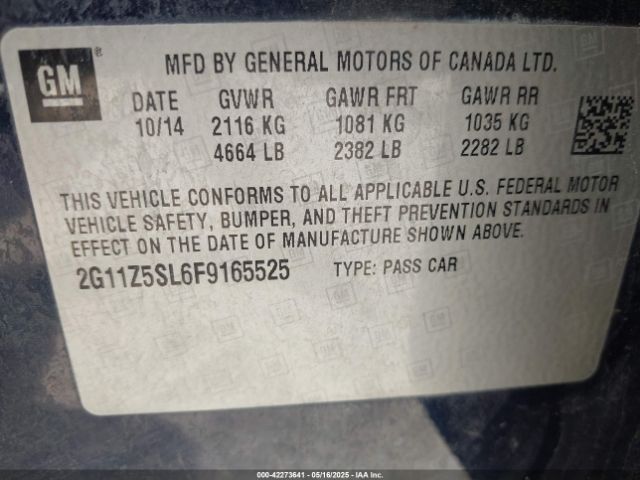 GM
®
MFD BY GENERAL MOTORS OF CANADA LTD.
DATE GVWR GAWR FRT GAWR RR
10/14 2116 KG 1081 KG 1035 KG
4664 LB 2382 LB 2282 LB
THIS VEHICLE CONFORMS TO ALL APPLICABLE U.S. FEDERAL MOTOR
VEHICLE SAFETY, BUMPER, AND THEFT PREVENTION STANDARDS IN
EFFECT ON THE DATE OF MANUFACTURE SHOWN ABOVE.
2G11Z5SL6F9165525 TYPE: PASS CAR
000-42273641 - 05/16/2025 - IAA Inc.